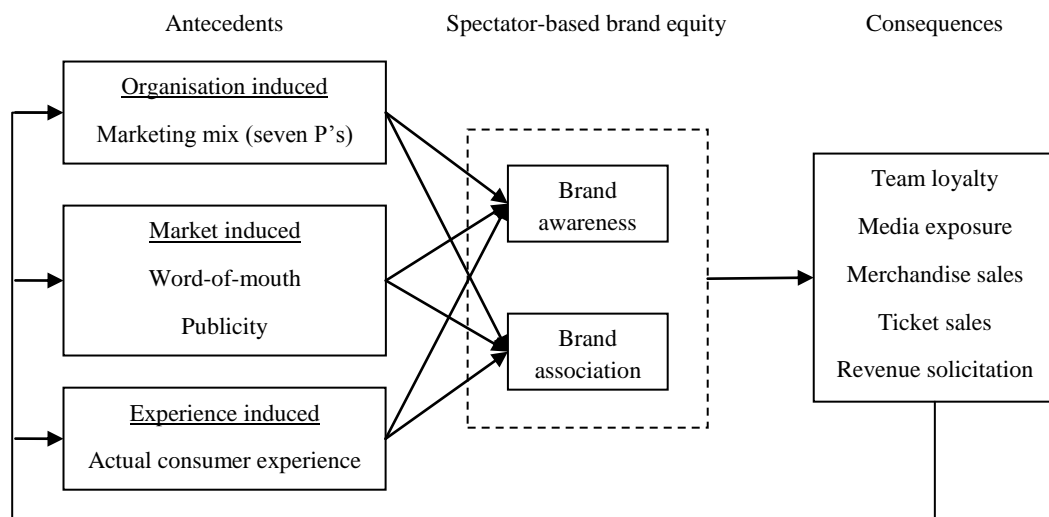 Antecedents
Spectator-based brand equity
Consequences
Organisation induced
Marketing mix (seven P’s)
Market induced
Word-of-mouth
Publicity
Experience induced
Actual consumer experience
Brand
awareness
Brand
association
Team loyalty
Media exposure
Merchandise sales
Ticket sales
Revenue solicitation